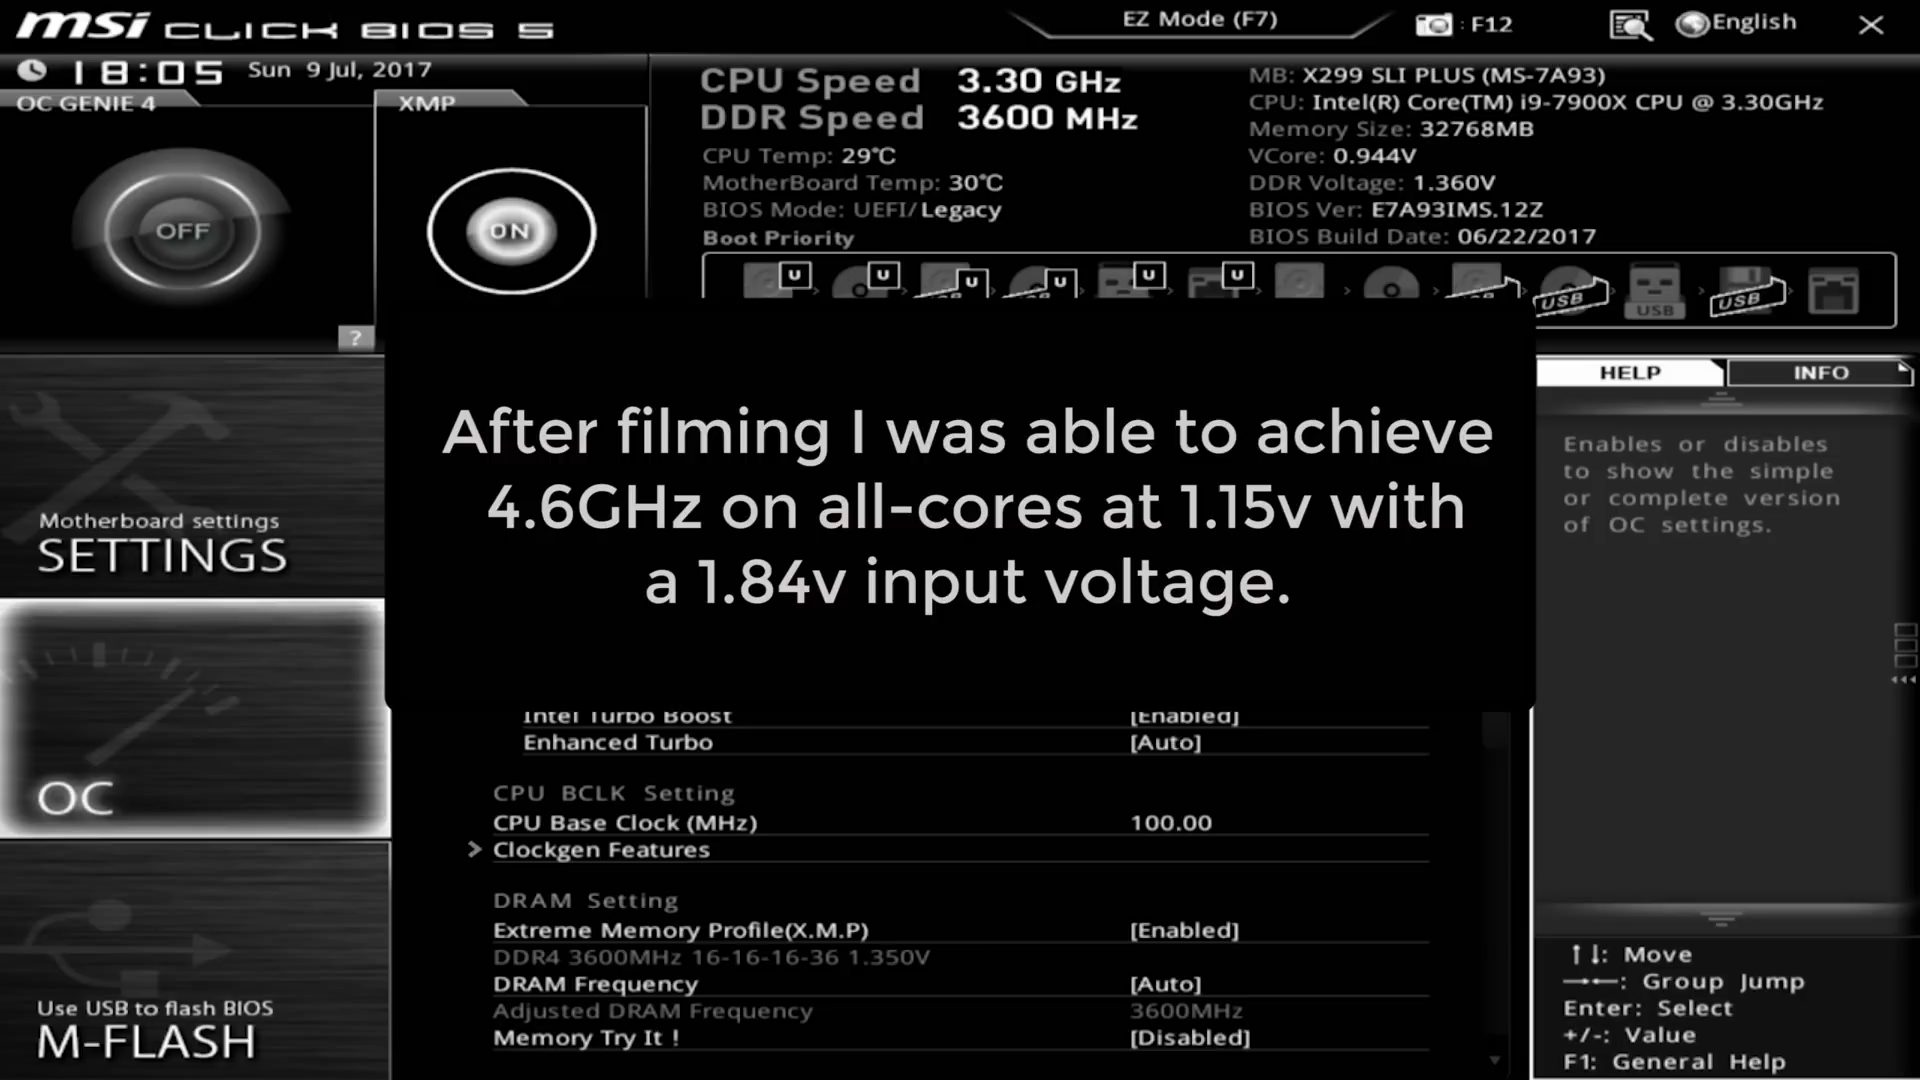 msi CLICK BIOS 5
EZ Mode (F7)
: F12
English
18:05 Sun 9 Jul, 2017
OC GENIE 4
XMP
OFF
ON
?
CPU Speed 3.30 GHz
DDR Speed 3600 MHz
CPU Temp: 29℃
MotherBoard Temp: 30℃
BIOS Mode: UEFI/Legacy
Boot Priority
MB: X299 SLI PLUS (MS-7A93)
CPU: Intel(R) Core(TM) i9-7900X CPU @ 3.30GHz
Memory Size: 32768MB
VCore: 0.944V
DDR Voltage: 1.360V
BIOS Ver: E7A93IMS.12Z
BIOS Build Date: 06/22/2017
U U U U U U
USB USB USB
Motherboard settings
SETTINGS
OC
Use USB to flash BIOS
M-FLASH
After filming I was able to achieve
4.6GHz on all-cores at 1.15v with
a 1.84v input voltage.
Intel Turbo Boost [Enabled]
Enhanced Turbo [Auto]
CPU BCLK Setting
CPU Base Clock (MHz) 100.00
> Clockgen Features
DRAM Setting
Extreme Memory Profile(X.M.P) [Enabled]
DDR4 3600MHz 16-16-16-36 1.350V
DRAM Frequency [Auto]
Adjusted DRAM Frequency 3600MHz
Memory Try It ! [Disabled]
HELP
INFO
Enables or disables
to show the simple
or complete version
of OC settings.
↑↓: Move
→←: Group Jump
Enter: Select
+/-: Value
F1: General Help